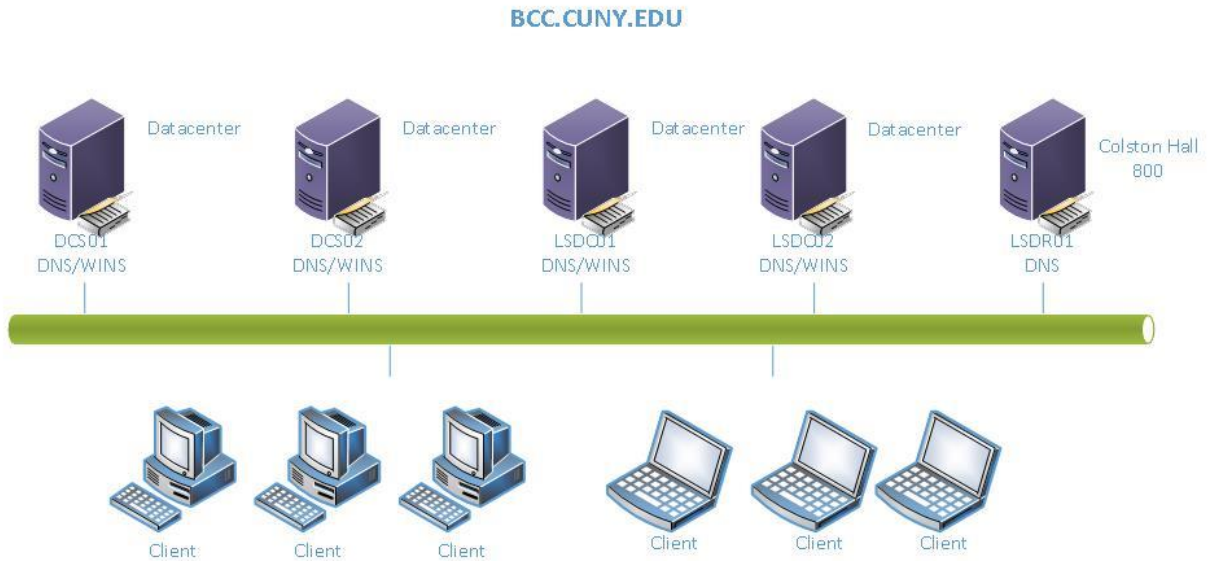 BCC.CUNY.EDU
Datacenter
Datacenter
Datacenter
Datacenter
Colston Hall
800
DCS01
DNS/WINS
DCS02
DNS/WINS
LSDC01
DNS/WINS
LSDC02
DNS/WINS
LSDR01
DNS
Client
Client
Client
Client
Client
Client